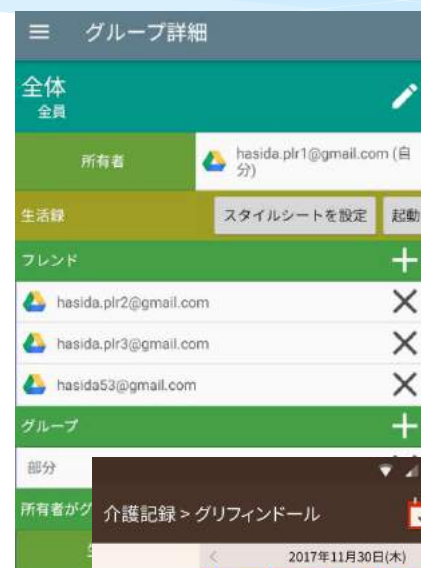 グループ詳細
全体
全員
所有者
hasida.plr1@gmail.com (自
分)
生活録
スタイルシートを設定
起動
フレンド
hasida.plr2@gmail.com
hasida.plr3@gmail.com
hasida53@gmail.com
グループ
部分
所有者がグ
介護記録 > グリフィンドール
< 2017年11月30日(木)